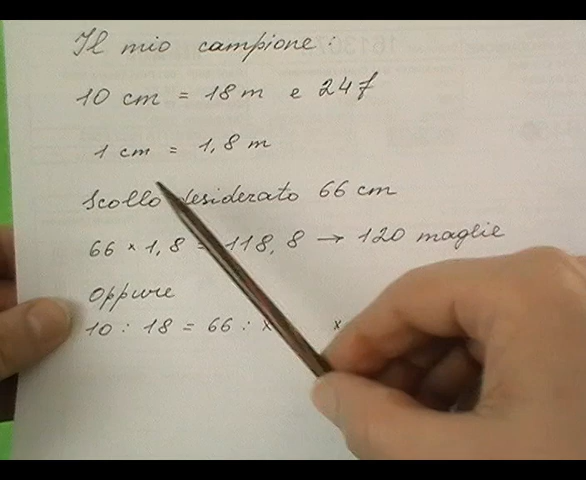 Il mio campione:
10 cm = 18 m e 24 f
1 cm = 1,8 m
Scollo desiderato 66 cm
66 × 1,8 = 118,8 → 120 maglie
oppure
10 : 18 = 66 : x x